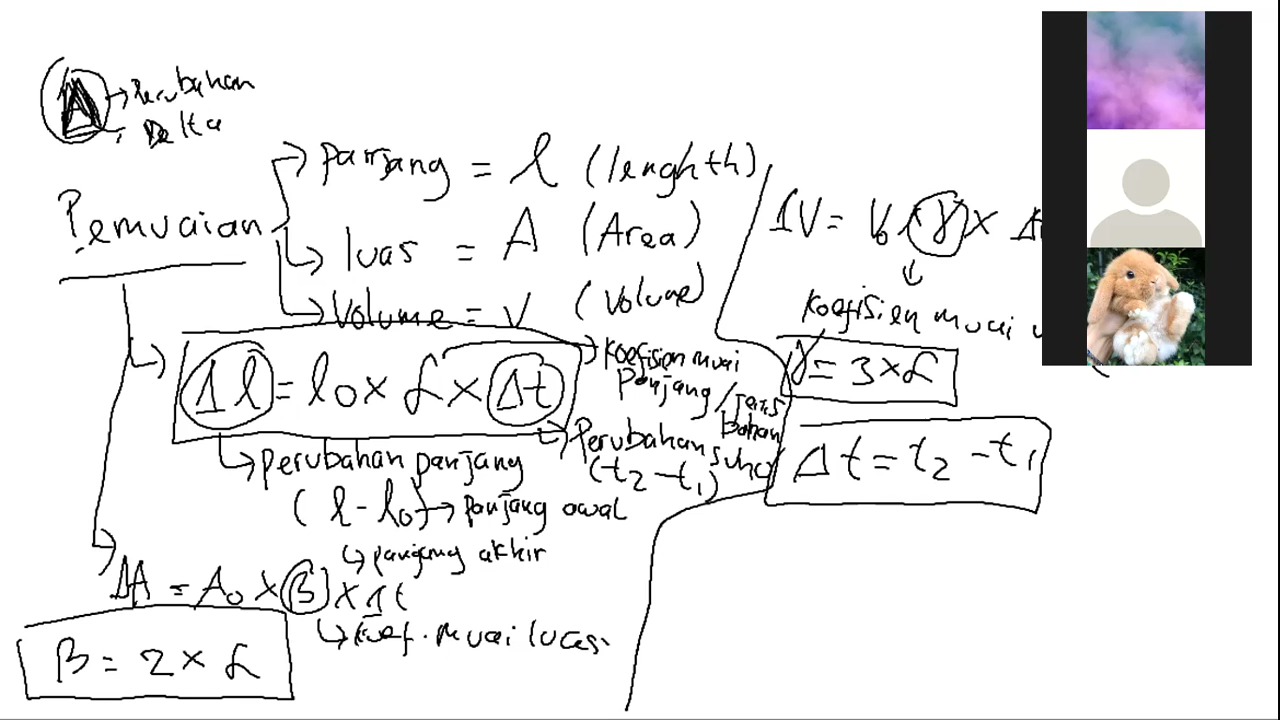 Δ → Perubahan
Delta
Pemuaian
→ panjang = l (lenghth)
→ luas = A (Area)
→ Volume = V (Volume)
Δl = l0 x α x Δt
→ koefisien muai
panjang / jenis
bahan
→ Perubahan suhu
(t2 - t1)
→ perubahan panjang
(l - l0) → panjang awal
→ panjang akhir
ΔA = A0 x β x Δt
→ koef. muai luas
β = 2 x α
ΔV = V0 x γ x Δ
↓
koefisien muai
γ = 3 x α
Δt = t2 - t1